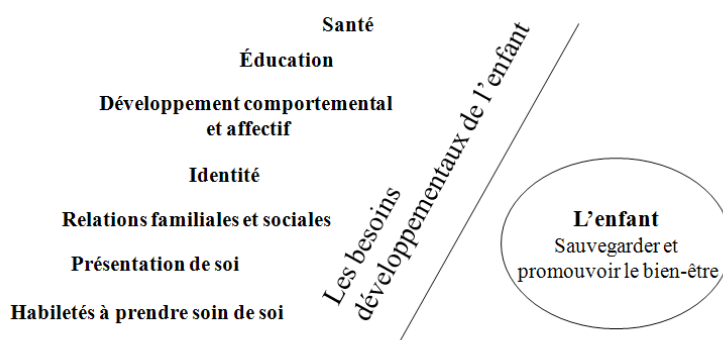 Santé
Éducation
Développement comportemental
et affectif
Identité
Relations familiales et sociales
Présentation de soi
Habiletés à prendre soin de soi
Les besoins
développementaux de l’enfant
L’enfant
Sauvegarder et
promouvoir le bien-être